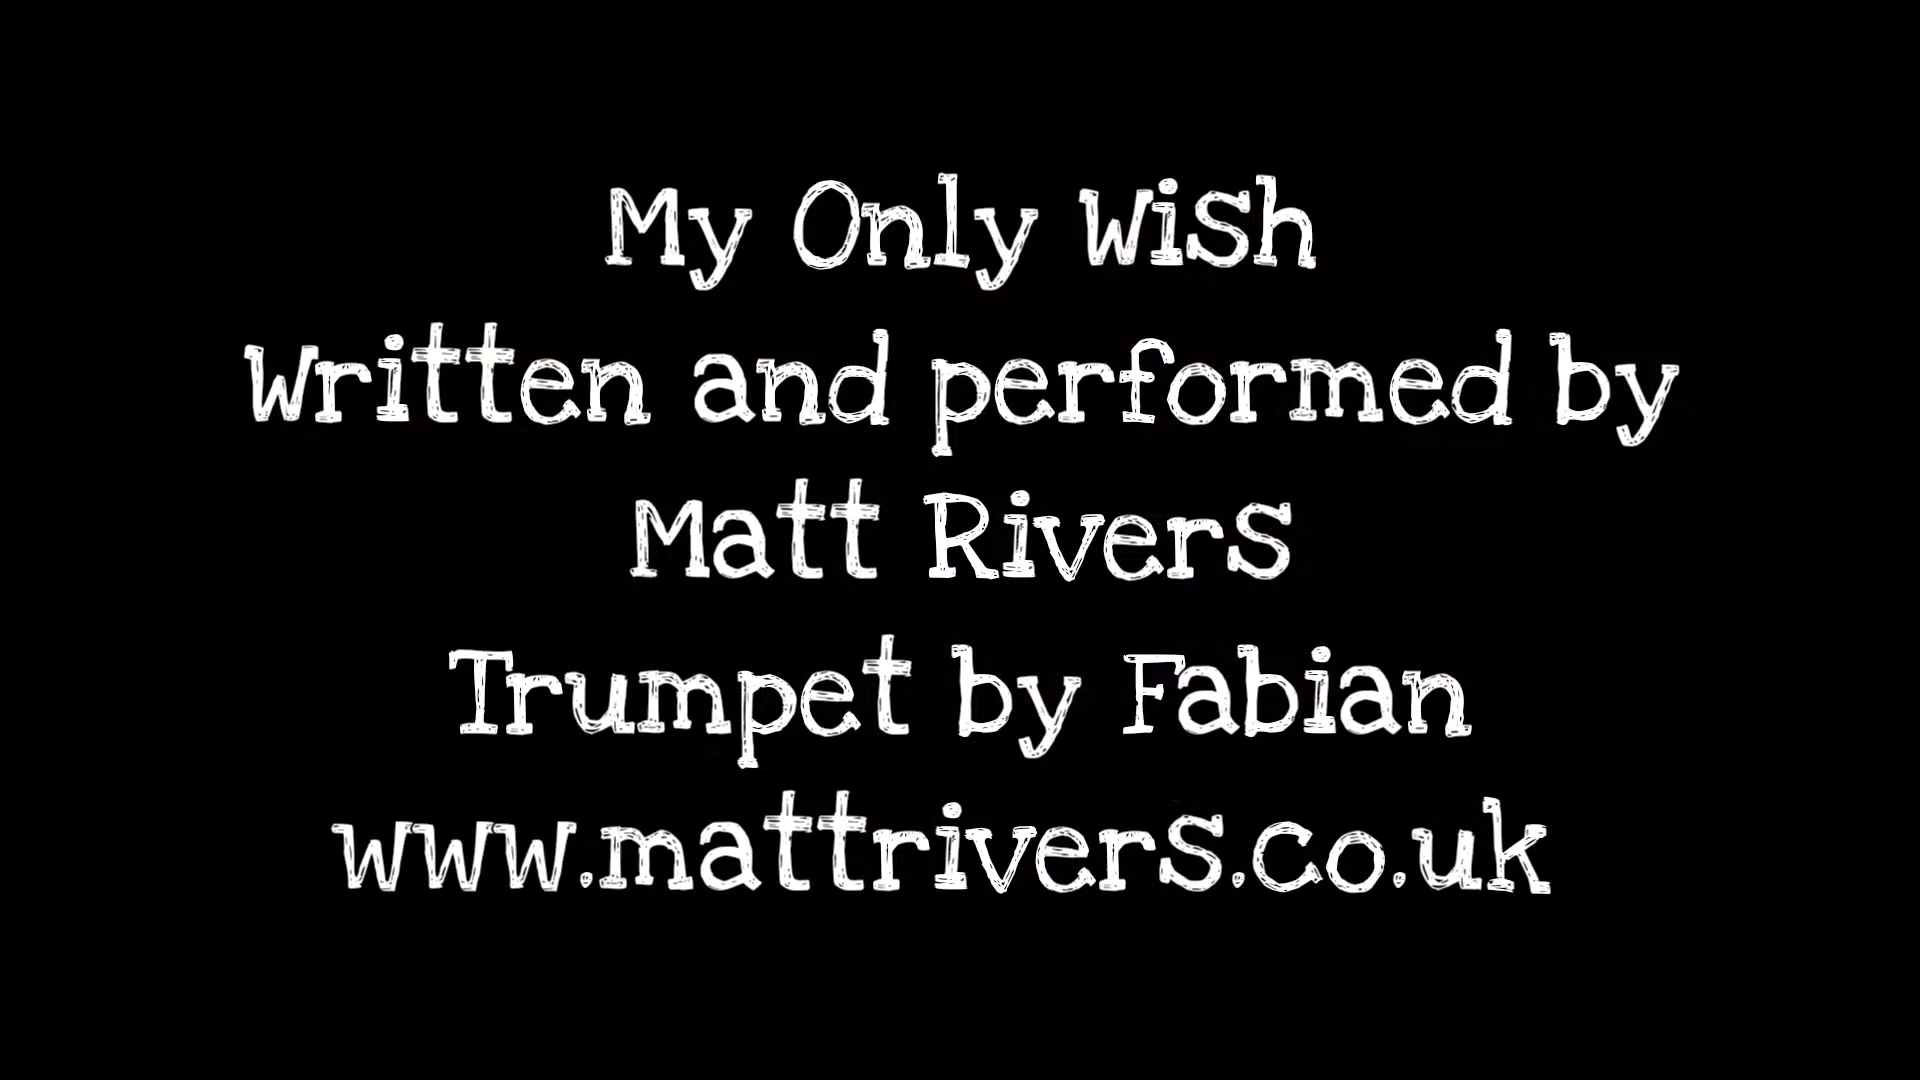 My Only Wish
Written and performed by
Matt Rivers
Trumpet by Fabian
www.mattrivers.co.uk